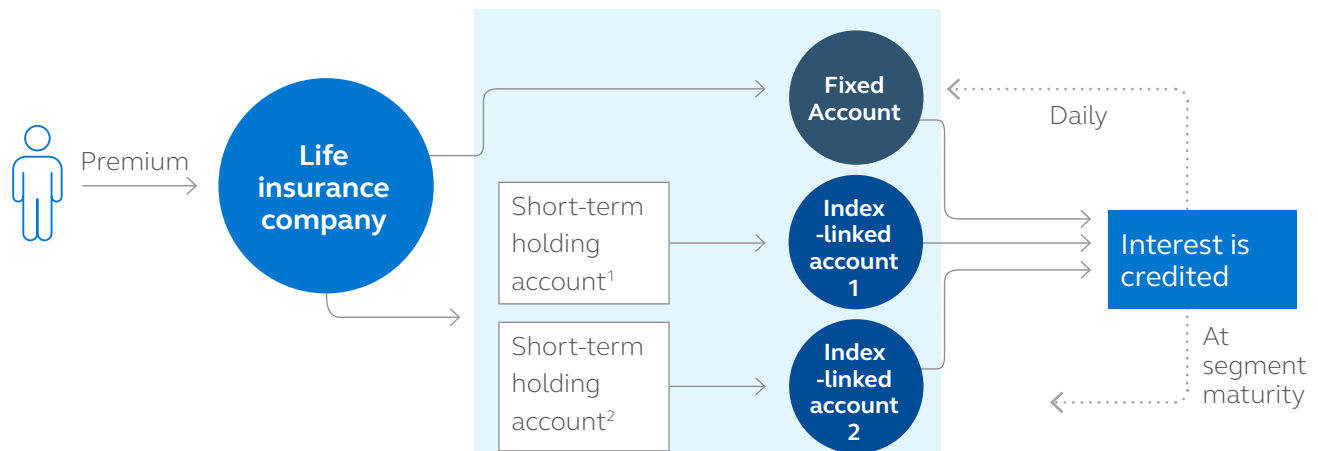 Premium
Life
insurance
company
Short-term
holding
account¹
Short-term
holding
account²
Fixed
Account
Index
-linked
account
1
Index
-linked
account
2
Daily
Interest is
credited
At
segment
maturity